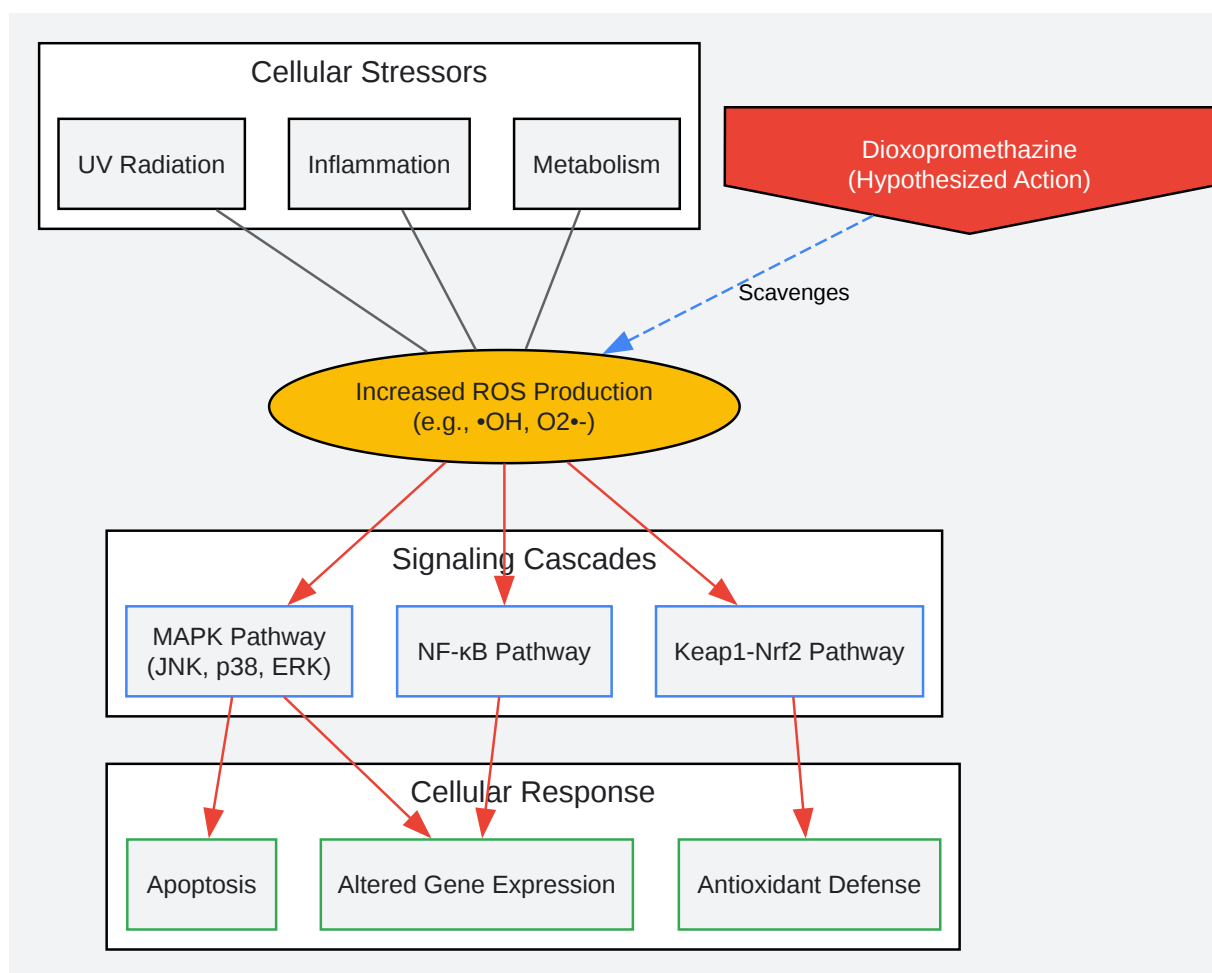 Cellular Stressors
UV Radiation
Inflammation
Metabolism
Dioxopromethazine
(Hypothesized Action)
Scavenges
Increased ROS Production
(e.g., •OH, O2•-)
Signaling Cascades
MAPK Pathway
(JNK, p38, ERK)
NF-κB Pathway
Keap1-Nrf2 Pathway
Cellular Response
Apoptosis
Altered Gene Expression
Antioxidant Defense